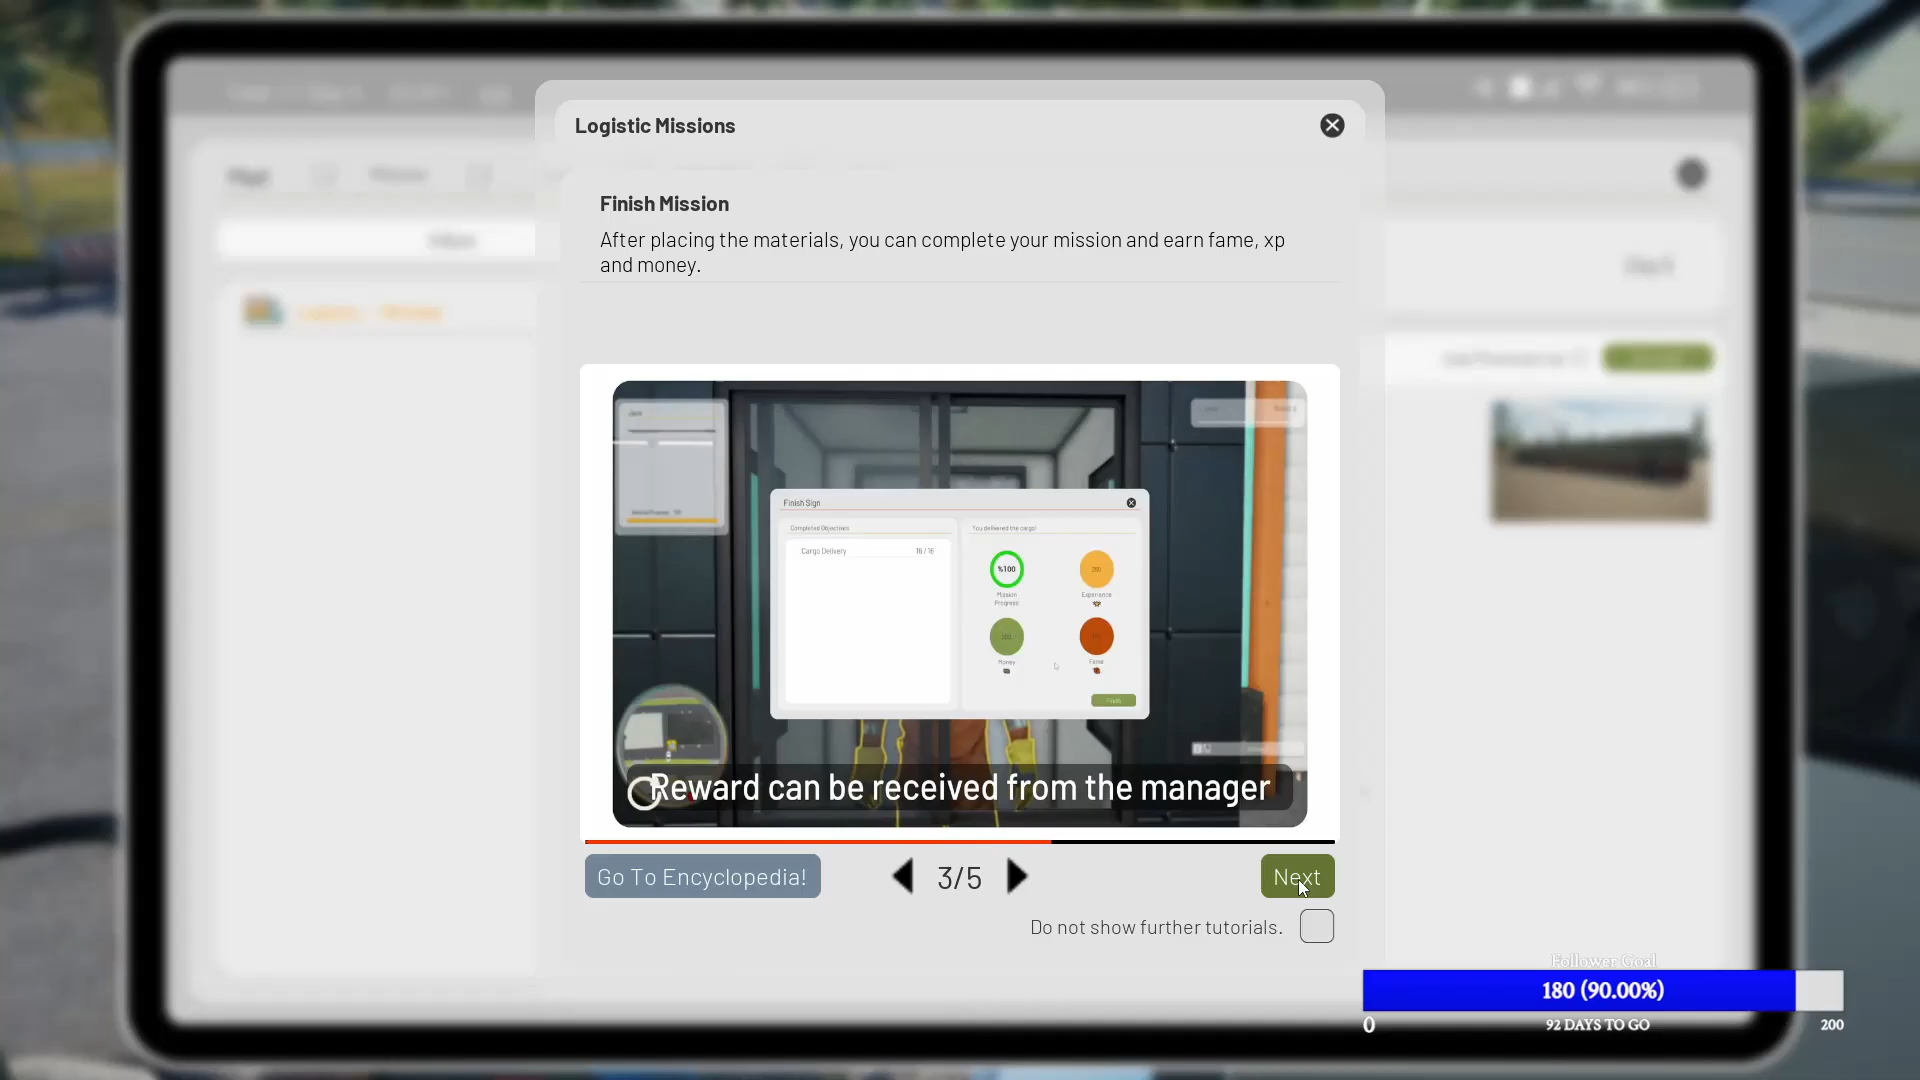 Logistic Missions
Finish Mission
After placing the materials, you can complete your mission and earn fame, xp
and money.
Finish Sign
Completed Objectives
You delivered the cargo!
Cargo Delivery 16 / 16
%100
Mission
Progress
Experience
Money
Fame
Reward can be received from the manager
Go To Encyclopedia!
3/5
Next
Do not show further tutorials.
Follower Goal
180 (90.00%)
0
92 DAYS TO GO
200